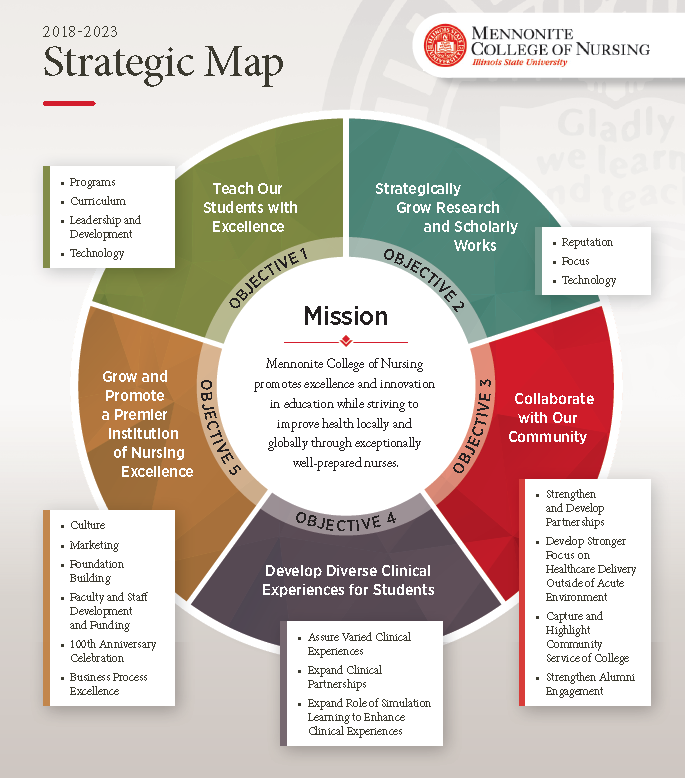 2018-2023
Strategic Map
MENNONITE
COLLEGE OF NURSING
Illinois State University
Gladly
we learn
and teach
Teach Our
Students with
Excellence
OBJECTIVE 1
• Programs
• Curriculum
• Leadership and
Development
• Technology
Strategically
Grow Research
and Scholarly
Works
OBJECTIVE 2
• Reputation
• Focus
• Technology
Mission
Mennonite College of Nursing
promotes excellence and innovation
in education while striving to
improve health locally and
globally through exceptionally
well-prepared nurses.
Collaborate
with Our
Community
OBJECTIVE 3
• Strengthen
and Develop
Partnerships
• Develop Stronger
Focus on
Healthcare Delivery
Outside of Acute
Environment
• Capture and
Highlight
Community
Service of College
• Strengthen Alumni
Engagement
OBJECTIVE 4
Develop Diverse Clinical
Experiences for Students
• Assure Varied Clinical
Experiences
• Expand Clinical
Partnerships
• Expand Role of Simulation
Learning to Enhance
Clinical Experiences
Grow and
Promote
a Premier
Institution
of Nursing
Excellence
OBJECTIVE 5
• Culture
• Marketing
• Foundation
Building
• Faculty and Staff
Development
and Funding
• 100th Anniversary
Celebration
• Business Process
Excellence